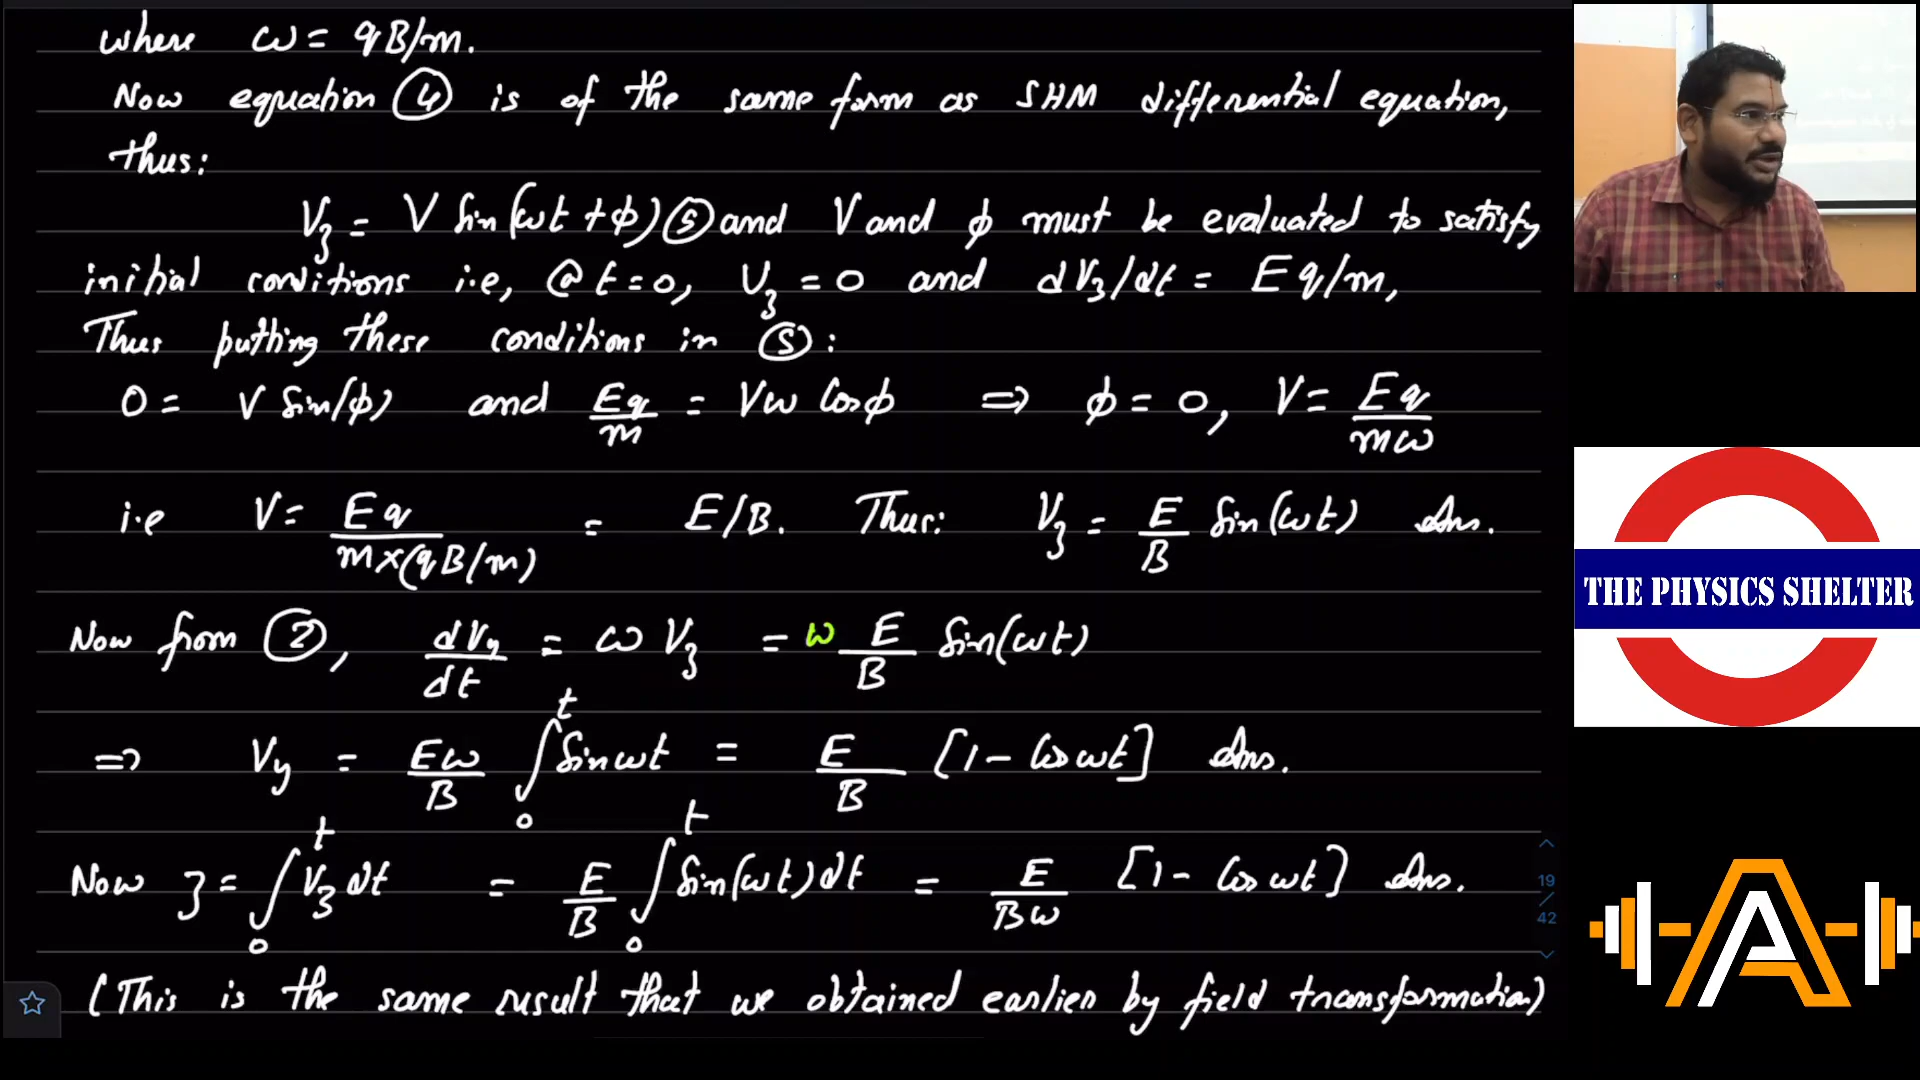 where ω = qB/m.
Now equation ④ is of the same form as SHM differential equation,
thus:
V_z = V Sin(ωt + φ) ⑤ and V and φ must be evaluated to satisfy
initial conditions i.e, @ t = 0, V_z = 0 and dV_z/dt = Eq/m,
Thus putting these conditions in ⑤ :
0 = V Sin(φ) and Eq/m = Vω Cosφ ⇒ φ = 0, V = Eq/mω
i.e V = Eq/m×(qB/m) = E/B. Thus: V_z = E/B Sin(ωt) Ans.
Now from ②, dV_y/dt = ω V_z = ω E/B Sin(ωt)
⇒ V_y = Eω/B ∫₀ᵗ Sin ωt = E/B [1 - Cos ωt] Ans.
Now z = ∫₀ᵗ V_z dt = E/B ∫₀ᵗ Sin(ωt) dt = E/Bω [1 - Cos ωt] Ans.
(This is the same result that we obtained earlier by field transformation)
19
/
42
THE PHYSICS SHELTER
A